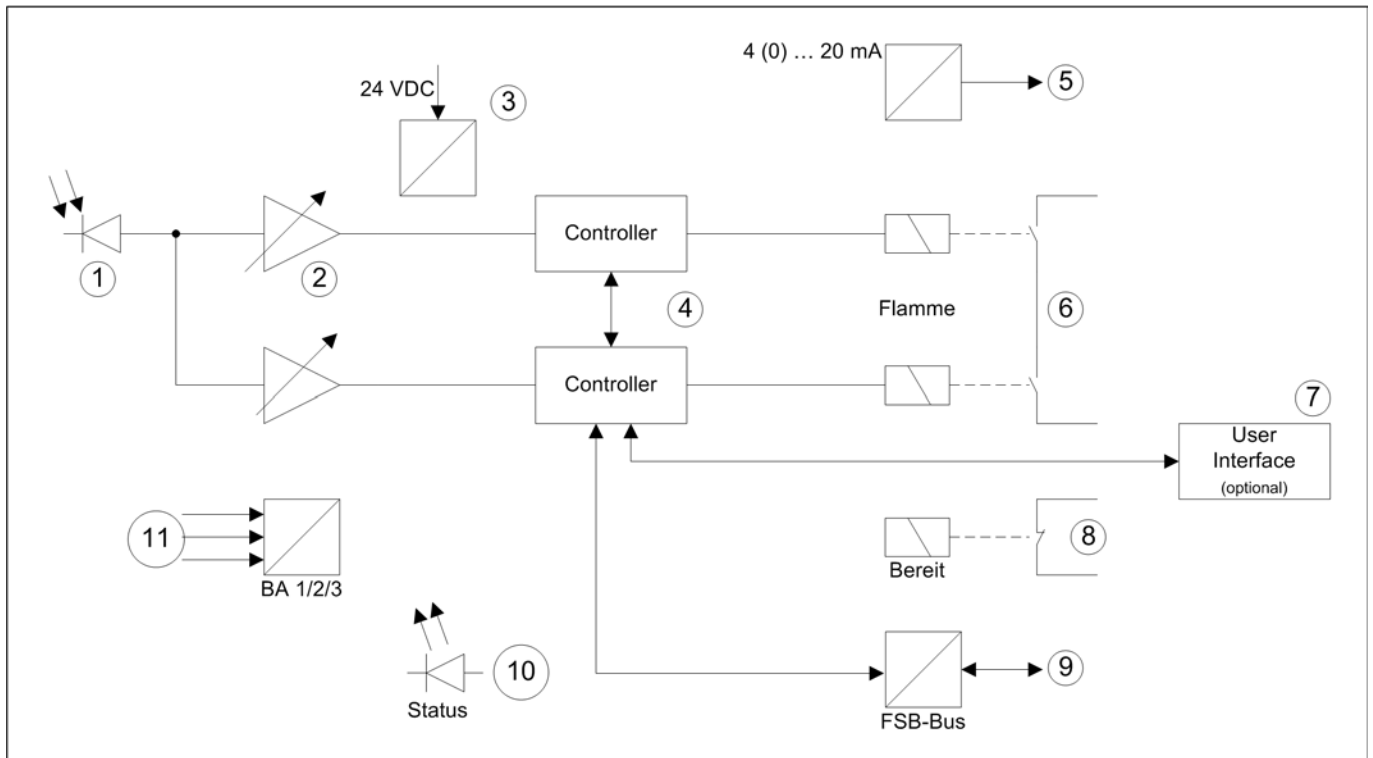 4 (0) … 20 mA
5
24 VDC
3
Controller
1
2
4
Flamme
6
Controller
7
User
Interface
(optional)
11
BA 1/2/3
8
Bereit
10
Status
9
FSB-Bus